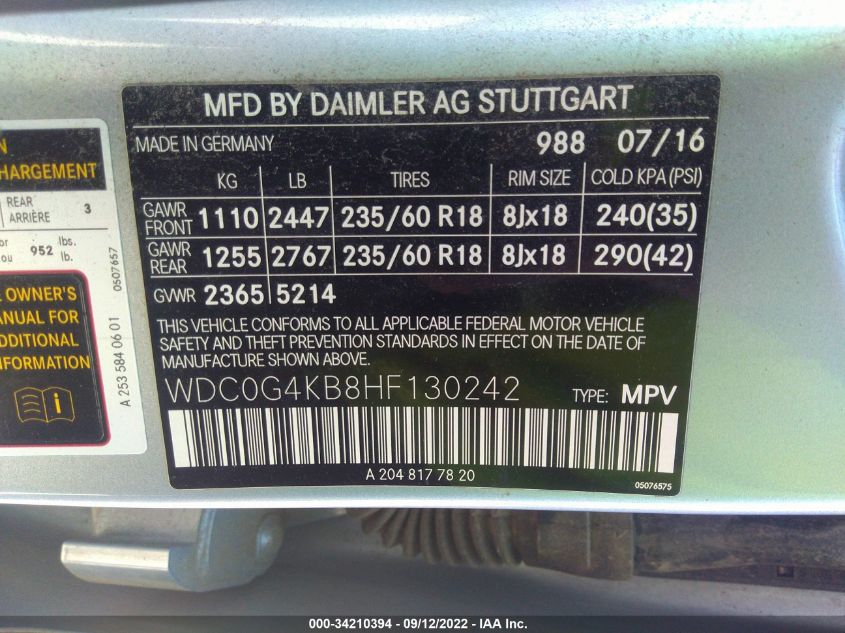 MFD BY DAIMLER AG STUTTGART
MADE IN GERMANY 988 07/16
KG LB TIRES RIM SIZE COLD KPA (PSI)
GAWR FRONT 1110 2447 235/60 R18 8Jx18 240(35)
GAWR REAR 1255 2767 235/60 R18 8Jx18 290(42)
GVWR 2365 5214
THIS VEHICLE CONFORMS TO ALL APPLICABLE FEDERAL MOTOR VEHICLE
SAFETY AND THEFT PREVENTION STANDARDS IN EFFECT ON THE DATE OF
MANUFACTURE SHOWN ABOVE.
WDC0G4KB8HF130242 TYPE: MPV
A 204 817 78 20
05076575
HARGEMENT
REAR
ARRIÈRE 3
or
ou 952 lbs.
lb.
0507657
OWNER'S
ANUAL FOR
DDITIONAL
NFORMATION
A 253 584 06 01
000-34210394 - 09/12/2022 - IAA Inc.